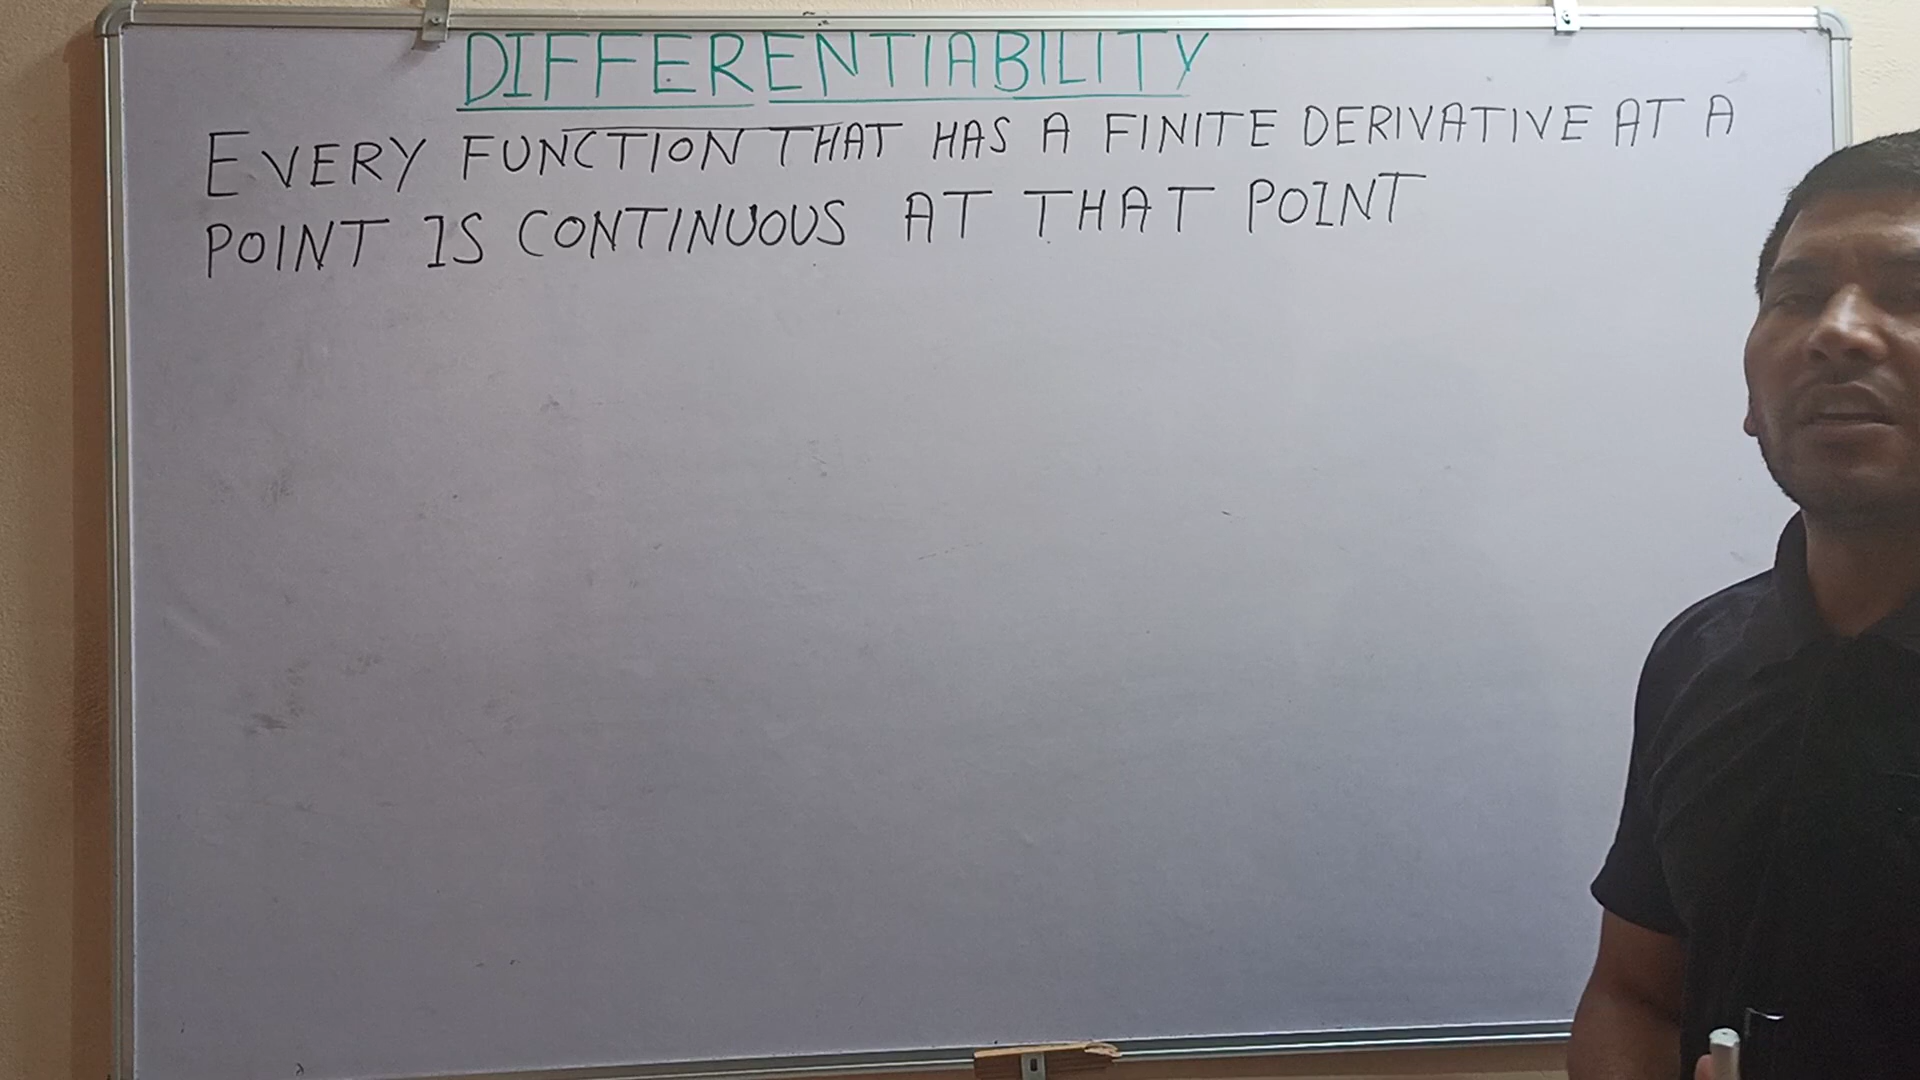 DIFFERENTIABILITY
EVERY FUNCTION THAT HAS A FINITE DERIVATIVE AT A
POINT IS CONTINUOUS AT THAT POINT